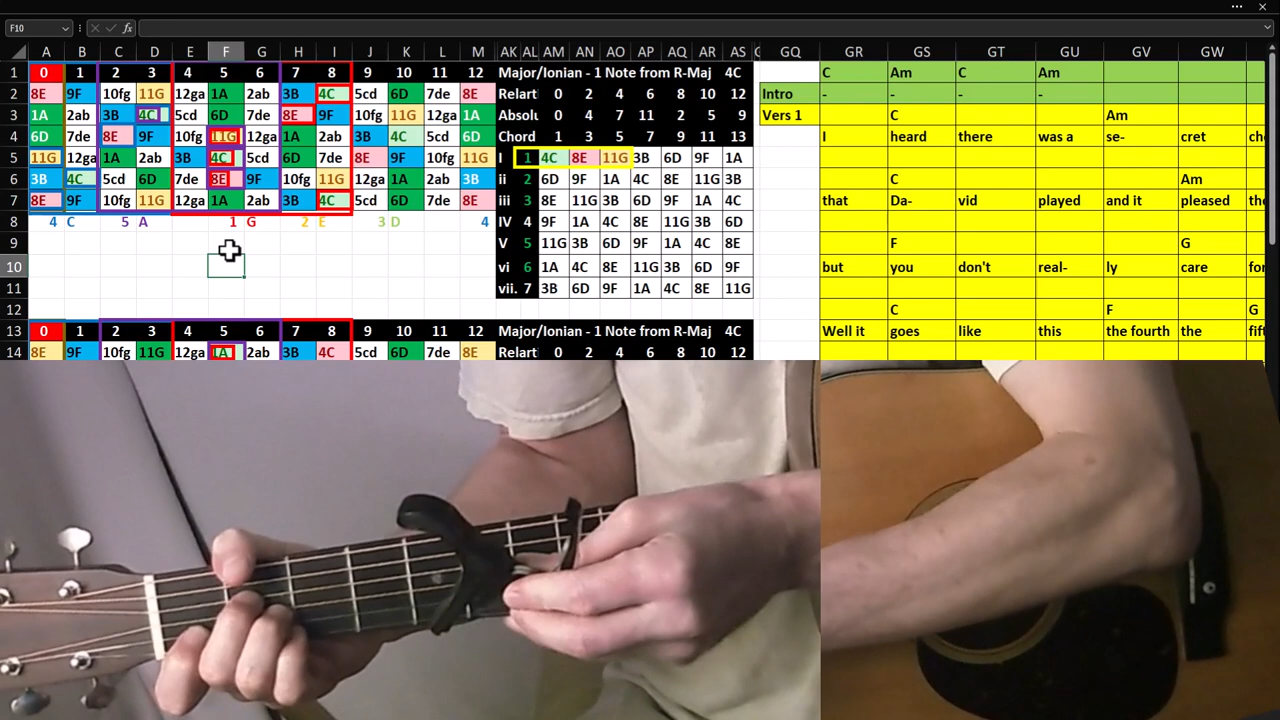 F10 fx
A B C D E F G H I J K L M AK AL AM AN AO AP AQ AR AS GQ GR GS GT GU GV GW
1 0 1 2 3 4 5 6 7 8 9 10 11 12 Major/Ionian - 1 Note from R-Maj 4C C Am C Am
2 8E 9F 10fg 11G 12ga 1A 2ab 3B 4C 5cd 6D 7de 8E Relart 0 2 4 6 8 10 12 Intro - - - -
3 1A 2ab 3B 4C 5cd 6D 7de 8E 9F 10fg 11G 12ga 1A Absolu 0 4 7 11 2 5 9 Vers 1 C Am
4 6D 7de 8E 9F 10fg 11G 12ga 1A 2ab 3B 4C 5cd 6D Chord 1 3 5 7 9 11 13 I heard there was a se- cret
5 11G 12ga 1A 2ab 3B 4C 5cd 6D 7de 8E 9F 10fg 11G I 1 4C 8E 11G 3B 6D 9F 1A
6 3B 4C 5cd 6D 7de 8E 9F 10fg 11G 12ga 1A 2ab 3B ii 2 6D 9F 1A 4C 8E 11G 3B C Am
7 8E 9F 10fg 11G 12ga 1A 2ab 3B 4C 5cd 6D 7de 8E iii 3 8E 11G 3B 6D 9F 1A 4C that Da- vid played and it pleased
8 4 C 5 A 1 G 2 E 3 D 4 IV 4 9F 1A 4C 8E 11G 3B 6D
9 V 5 11G 3B 6D 9F 1A 4C 8E F G
10 vi 6 1A 4C 8E 11G 3B 6D 9F but you don't real- ly care
11 vii. 7 3B 6D 9F 1A 4C 8E 11G
12 C F G
13 0 1 2 3 4 5 6 7 8 9 10 11 12 Major/Ionian - 1 Note from R-Maj 4C Well it goes like this the fourth the
14 8E 9F 10fg 11G 12ga 1A 2ab 3B 4C 5cd 6D 7de 8E Relart 0 2 4 6 8 10 12